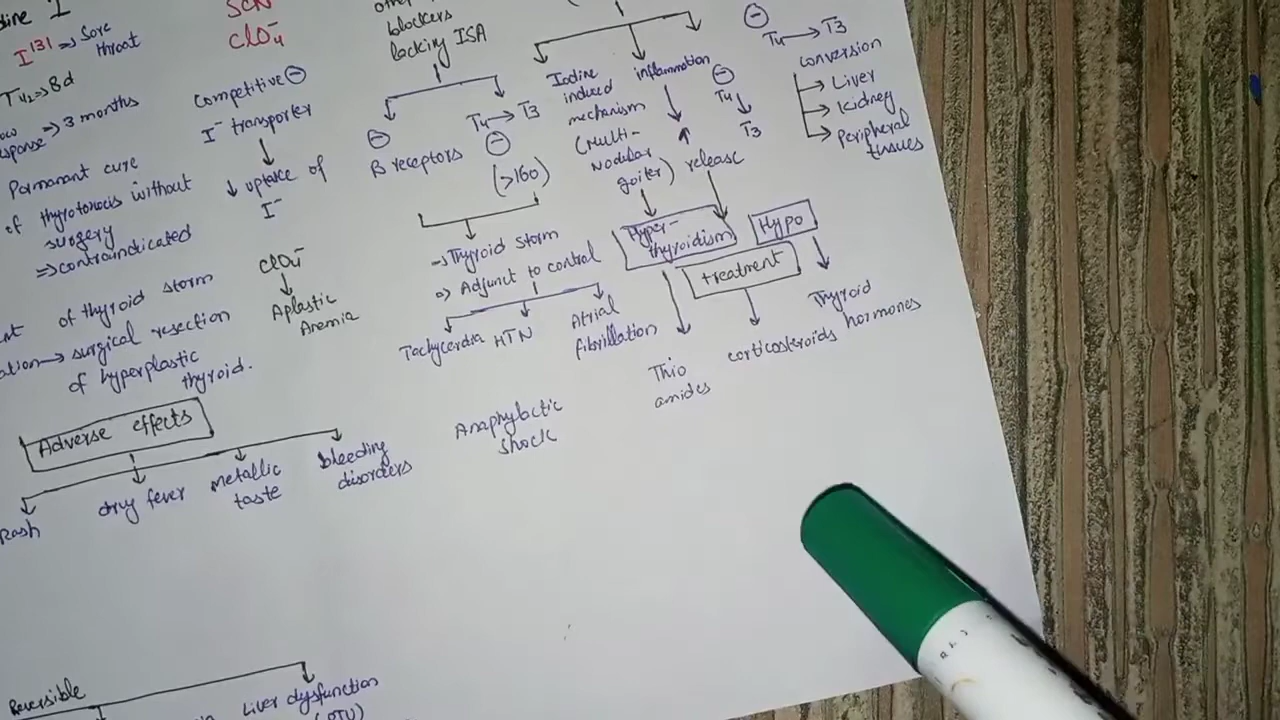 I
I131 => Sore
throat
T1/2 => 8d
=> 3 months
Permanant cure
of thyrotoxcis without
surgery
=> contraindicated
of thyroid storm
→ surgical resection
of hyperplastic
thyroid.
SCN
ClO4-
Competitive ⊖
I- transporter
↓ uptake of
I-
ClO4-
Aplastic
Anemia
blockers
lacking ISA
⊖
B receptors
T4 → T3
⊖
(>160)
→ Thyroid storm
=> Adjunct to control
Tachycardia
HTN
Atrial
fibrillation
Iodine
induced
mechanism
(Multi-
Nodular
goiter)
inflammation
↑
release
⊖
T4
T3
Hyper-
thyroidism
Hypo
treatment
Thio
amides
corticosteroids
Thyroid
hormones
⊖
T4 → T3
conversion
Liver
Kidney
Peripheral
tissues
Adverse effects
Rash
drug fever
metallic
taste
bleeding
disorders
Anaphylactic
shock
Reversible
Liver dysfunction
(PTU)